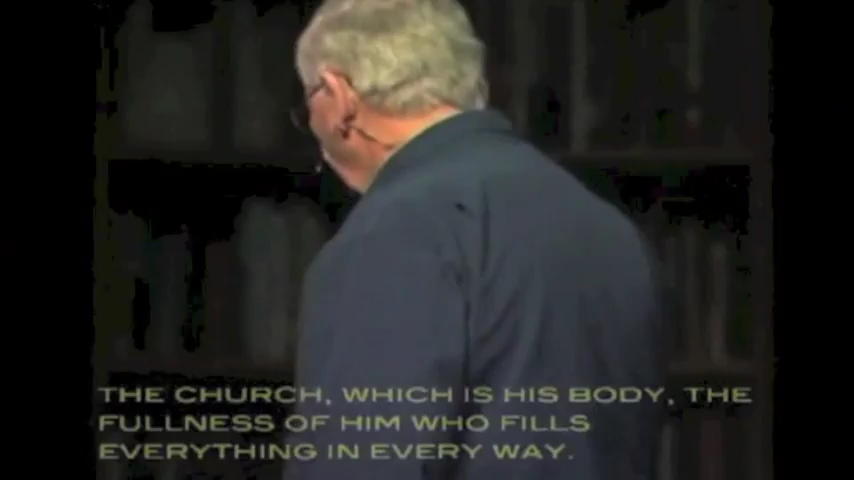 THE CHURCH, WHICH IS HIS BODY, THE
FULLNESS OF HIM WHO FILLS
EVERYTHING IN EVERY WAY.